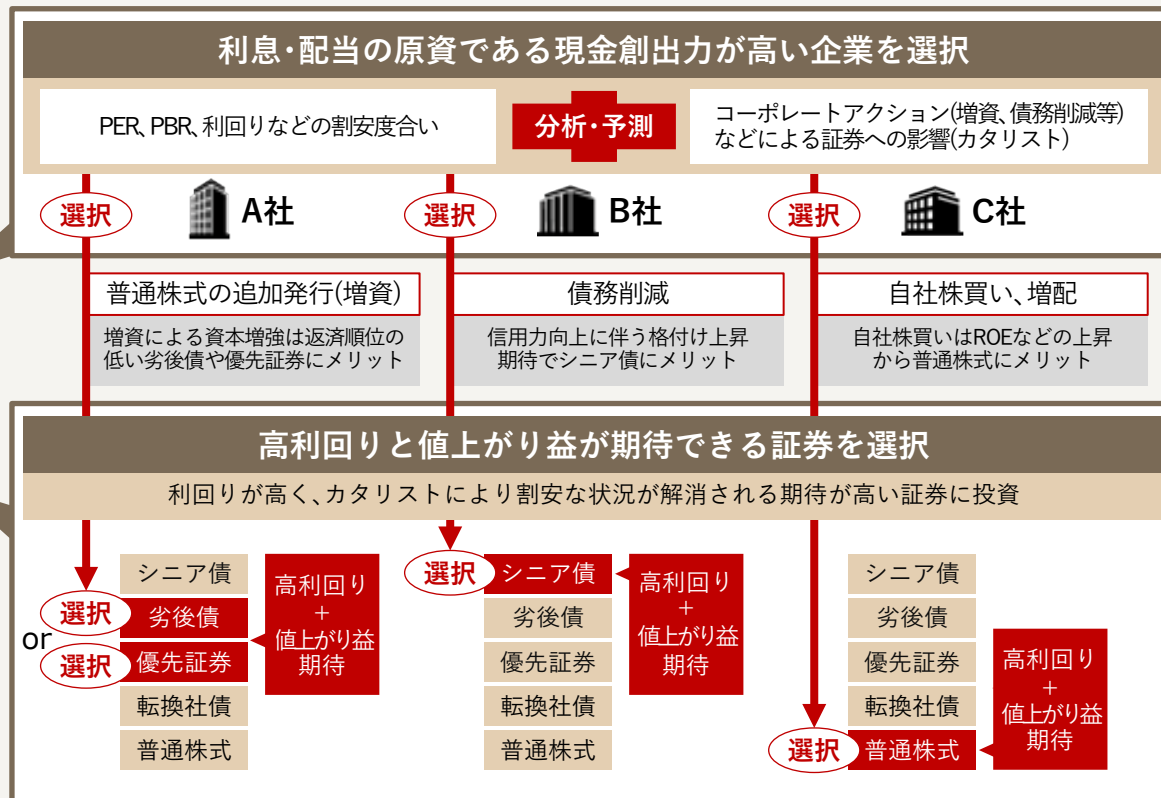 利息・配当の原資である現金創出力が高い企業を選択
PER、PBR、利回りなどの割安度合い
分析・予測
コーポレートアクション(増資、債務削減等)
などによる証券への影響(カタリスト)
選択
A社
選択
B社
選択
C社
普通株式の追加発行(増資)
増資による資本増強は返済順位の
低い劣後債や優先証券にメリット
債務削減
信用力向上に伴う格付け上昇
期待でシニア債にメリット
自社株買い、増配
自社株買いはROEなどの上昇
から普通株式にメリット
高利回りと値上がり益が期待できる証券を選択
利回りが高く、カタリストにより割安な状況が解消される期待が高い証券に投資
シニア債
選択
劣後債
or
選択
優先証券
転換社債
普通株式
高利回り
+
値上がり益
期待
選択
シニア債
劣後債
優先証券
転換社債
普通株式
高利回り
+
値上がり益
期待
シニア債
劣後債
優先証券
転換社債
選択
普通株式
高利回り
+
値上がり益
期待